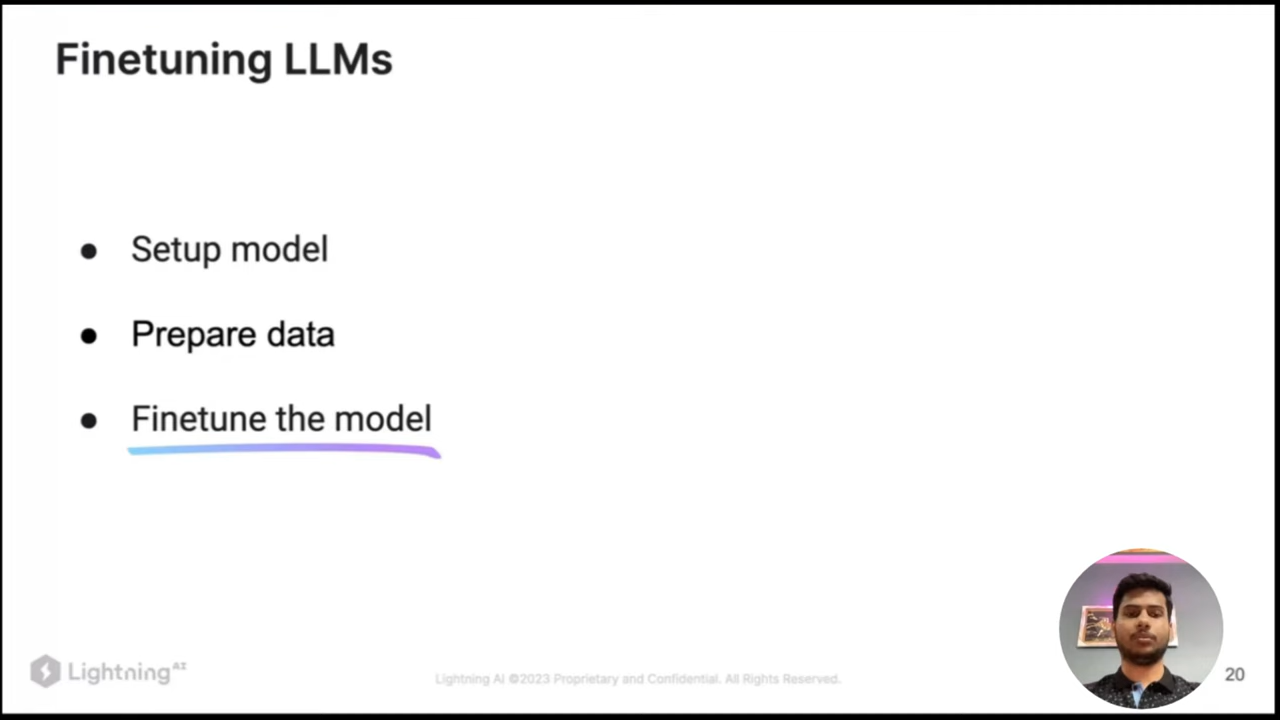 Finetuning LLMs
● Setup model
● Prepare data
● Finetune the model
Lightning AI
Lightning AI ©2023 Proprietary and Confidential. All Rights Reserved.
20